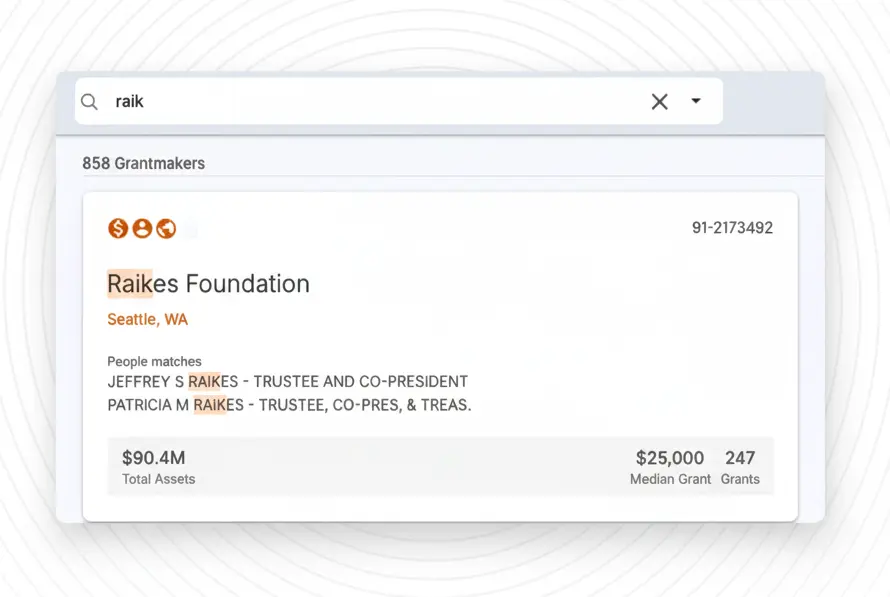 raik
858 Grantmakers
91-2173492
Raikes Foundation
Seattle, WA
People matches
JEFFREY S RAIKES - TRUSTEE AND CO-PRESIDENT
PATRICIA M RAIKES - TRUSTEE, CO-PRES, & TREAS.
$90.4M $25,000 247
Total Assets Median Grant Grants